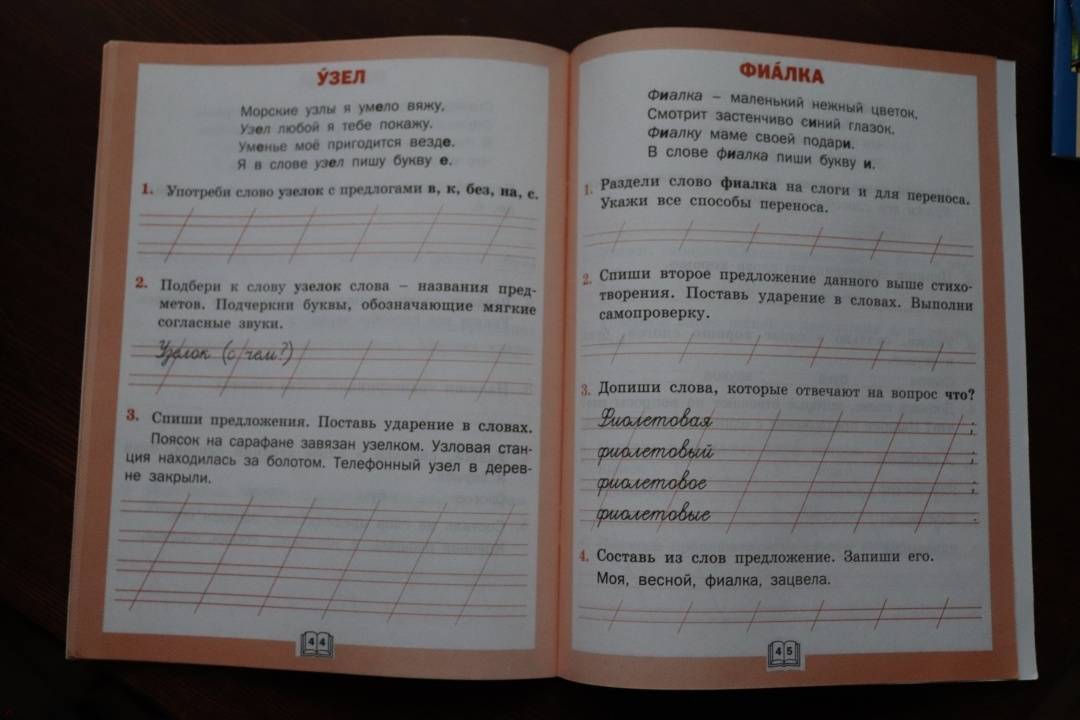 У́ЗЕЛ
Морские узлы я умело вяжу,
Узел любой я тебе покажу.
Уменье моё пригодится везде.
Я в слове узел пишу букву е.
1. Употреби слово узелок с предлогами в, к, без, на, с.
2. Подбери к слову узелок слова – названия пред-
метов. Подчеркни буквы, обозначающие мягкие
согласные звуки.
Узелок (с чем?)
3. Спиши предложения. Поставь ударение в словах.
Поясок на сарафане завязан узелком. Узловая стан-
ция находилась за болотом. Телефонный узел в дерев-
не закрыли.
44
ФИА́ЛКА
Фиалка – маленький нежный цветок,
Смотрит застенчиво синий глазок.
Фиалку маме своей подари.
В слове фиалка пиши букву и.
1. Раздели слово фиалка на слоги и для переноса.
Укажи все способы переноса.
2. Спиши второе предложение данного выше стихо-
творения. Поставь ударение в словах. Выполни
самопроверку.
3. Допиши слова, которые отвечают на вопрос что?
Фиолетовая ;
фиолетовый ;
фиолетовое ;
фиолетовые .
4. Составь из слов предложение. Запиши его.
Моя, весной, фиалка, зацвела.
45